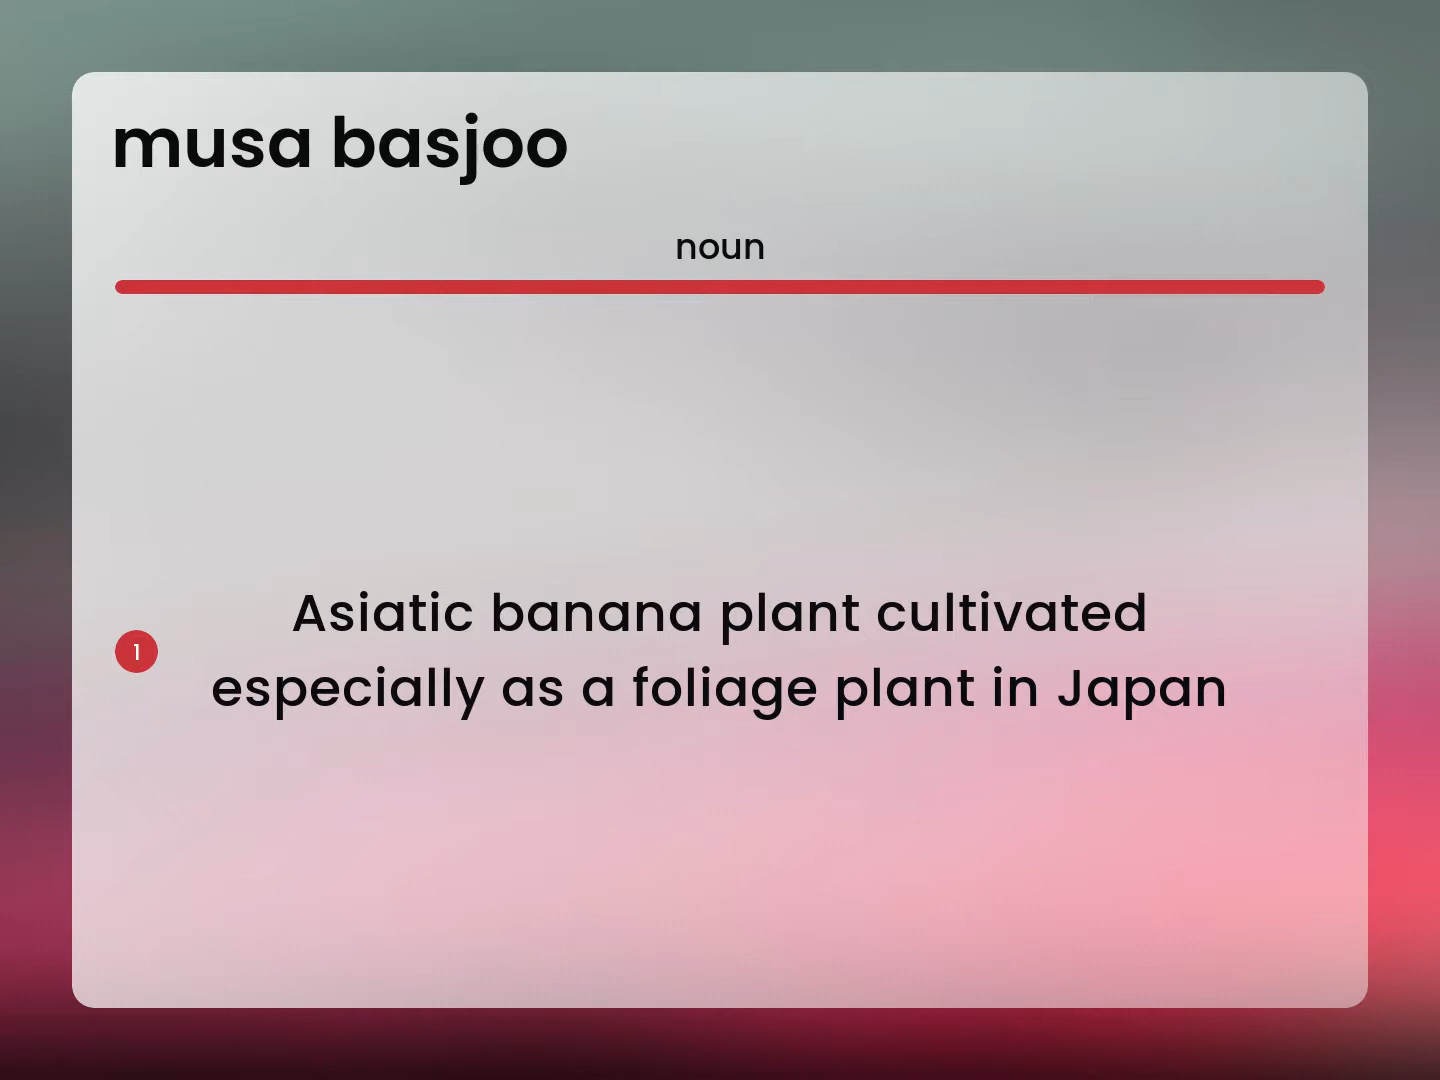 musa basjoo
noun
1
Asiatic banana plant cultivated
especially as a foliage plant in Japan